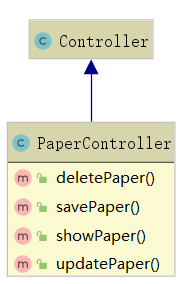 C Controller
C PaperController
m deletePaper()
m savePaper()
m showPaper()
m updatePaper()